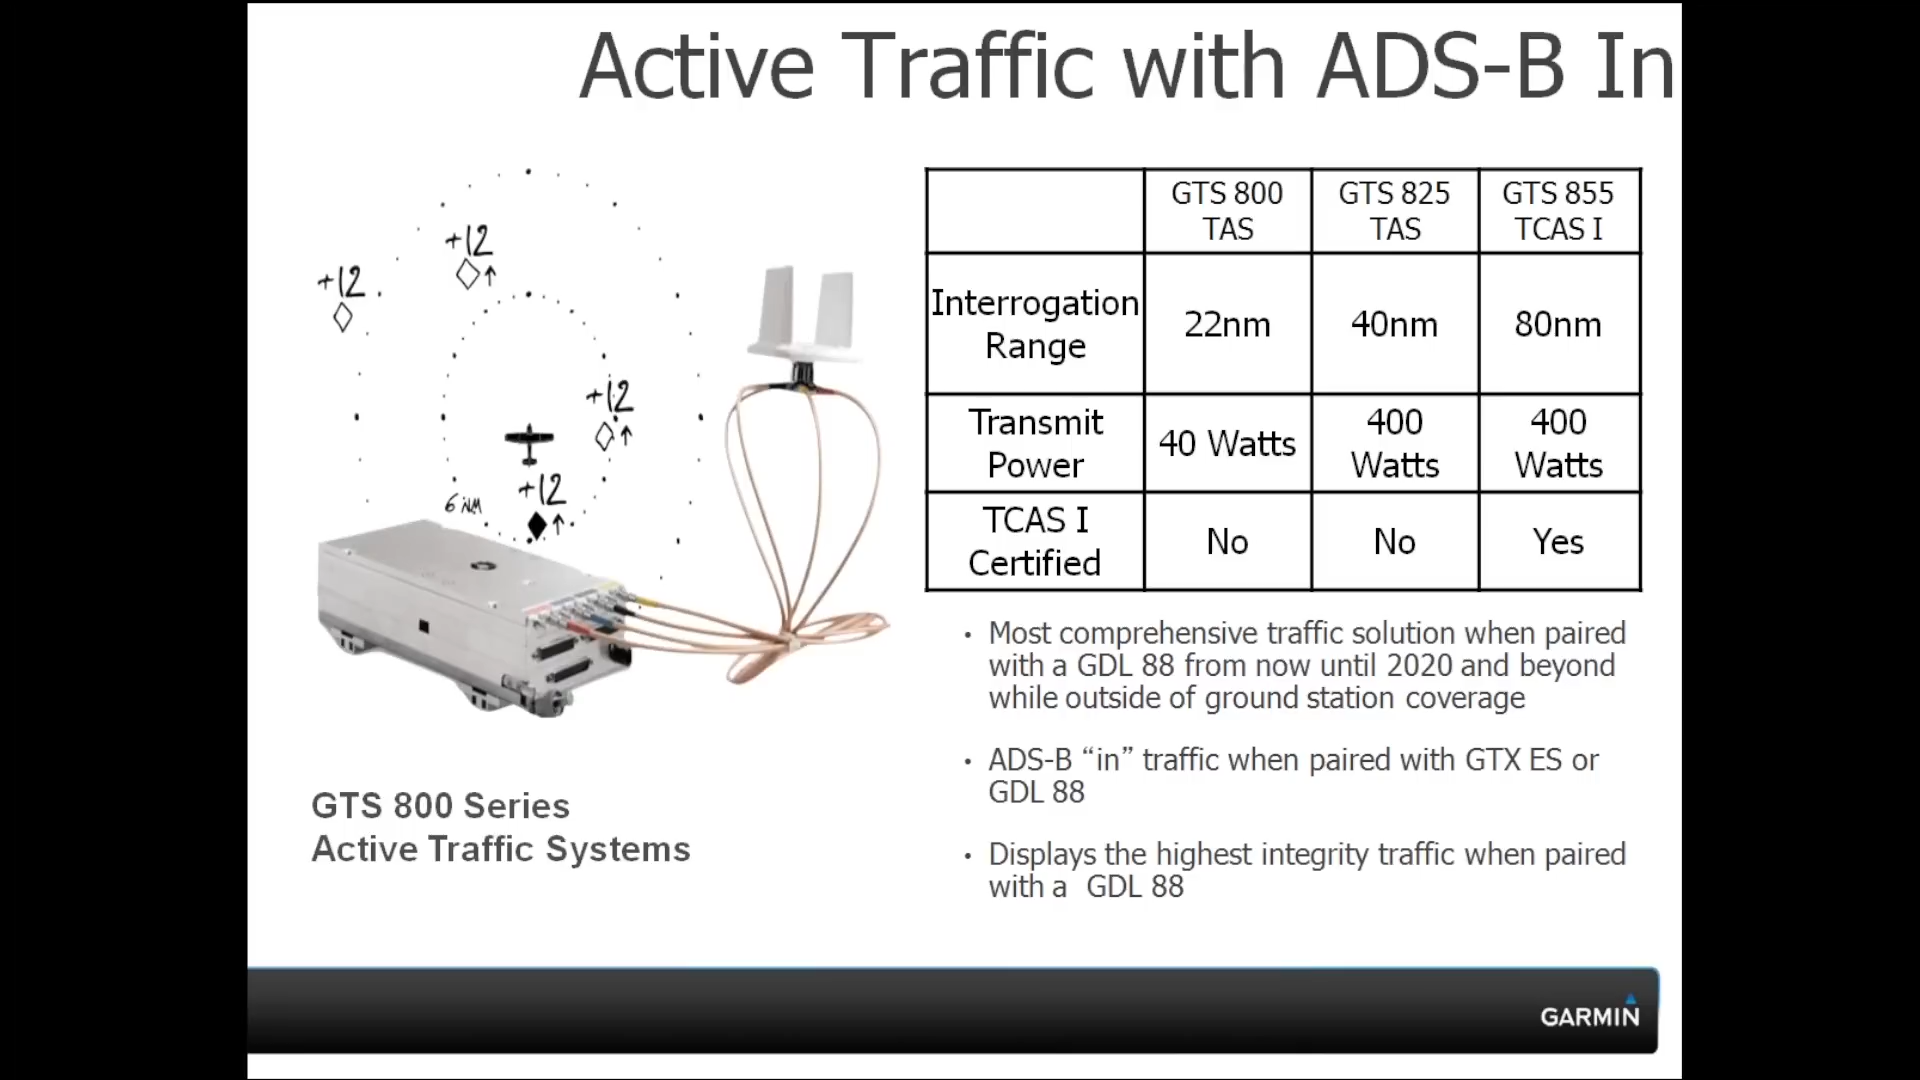 Active Traffic with ADS-B In
+12
+12
+12
+12
6 NM
GTS 800 TAS
GTS 825 TAS
GTS 855 TCAS I
Interrogation Range
22nm
40nm
80nm
Transmit Power
40 Watts
400 Watts
400 Watts
TCAS I Certified
No
No
Yes
• Most comprehensive traffic solution when paired
with a GDL 88 from now until 2020 and beyond
while outside of ground station coverage
• ADS-B “in” traffic when paired with GTX ES or
GDL 88
• Displays the highest integrity traffic when paired
with a GDL 88
GTS 800 Series
Active Traffic Systems
GARMIN